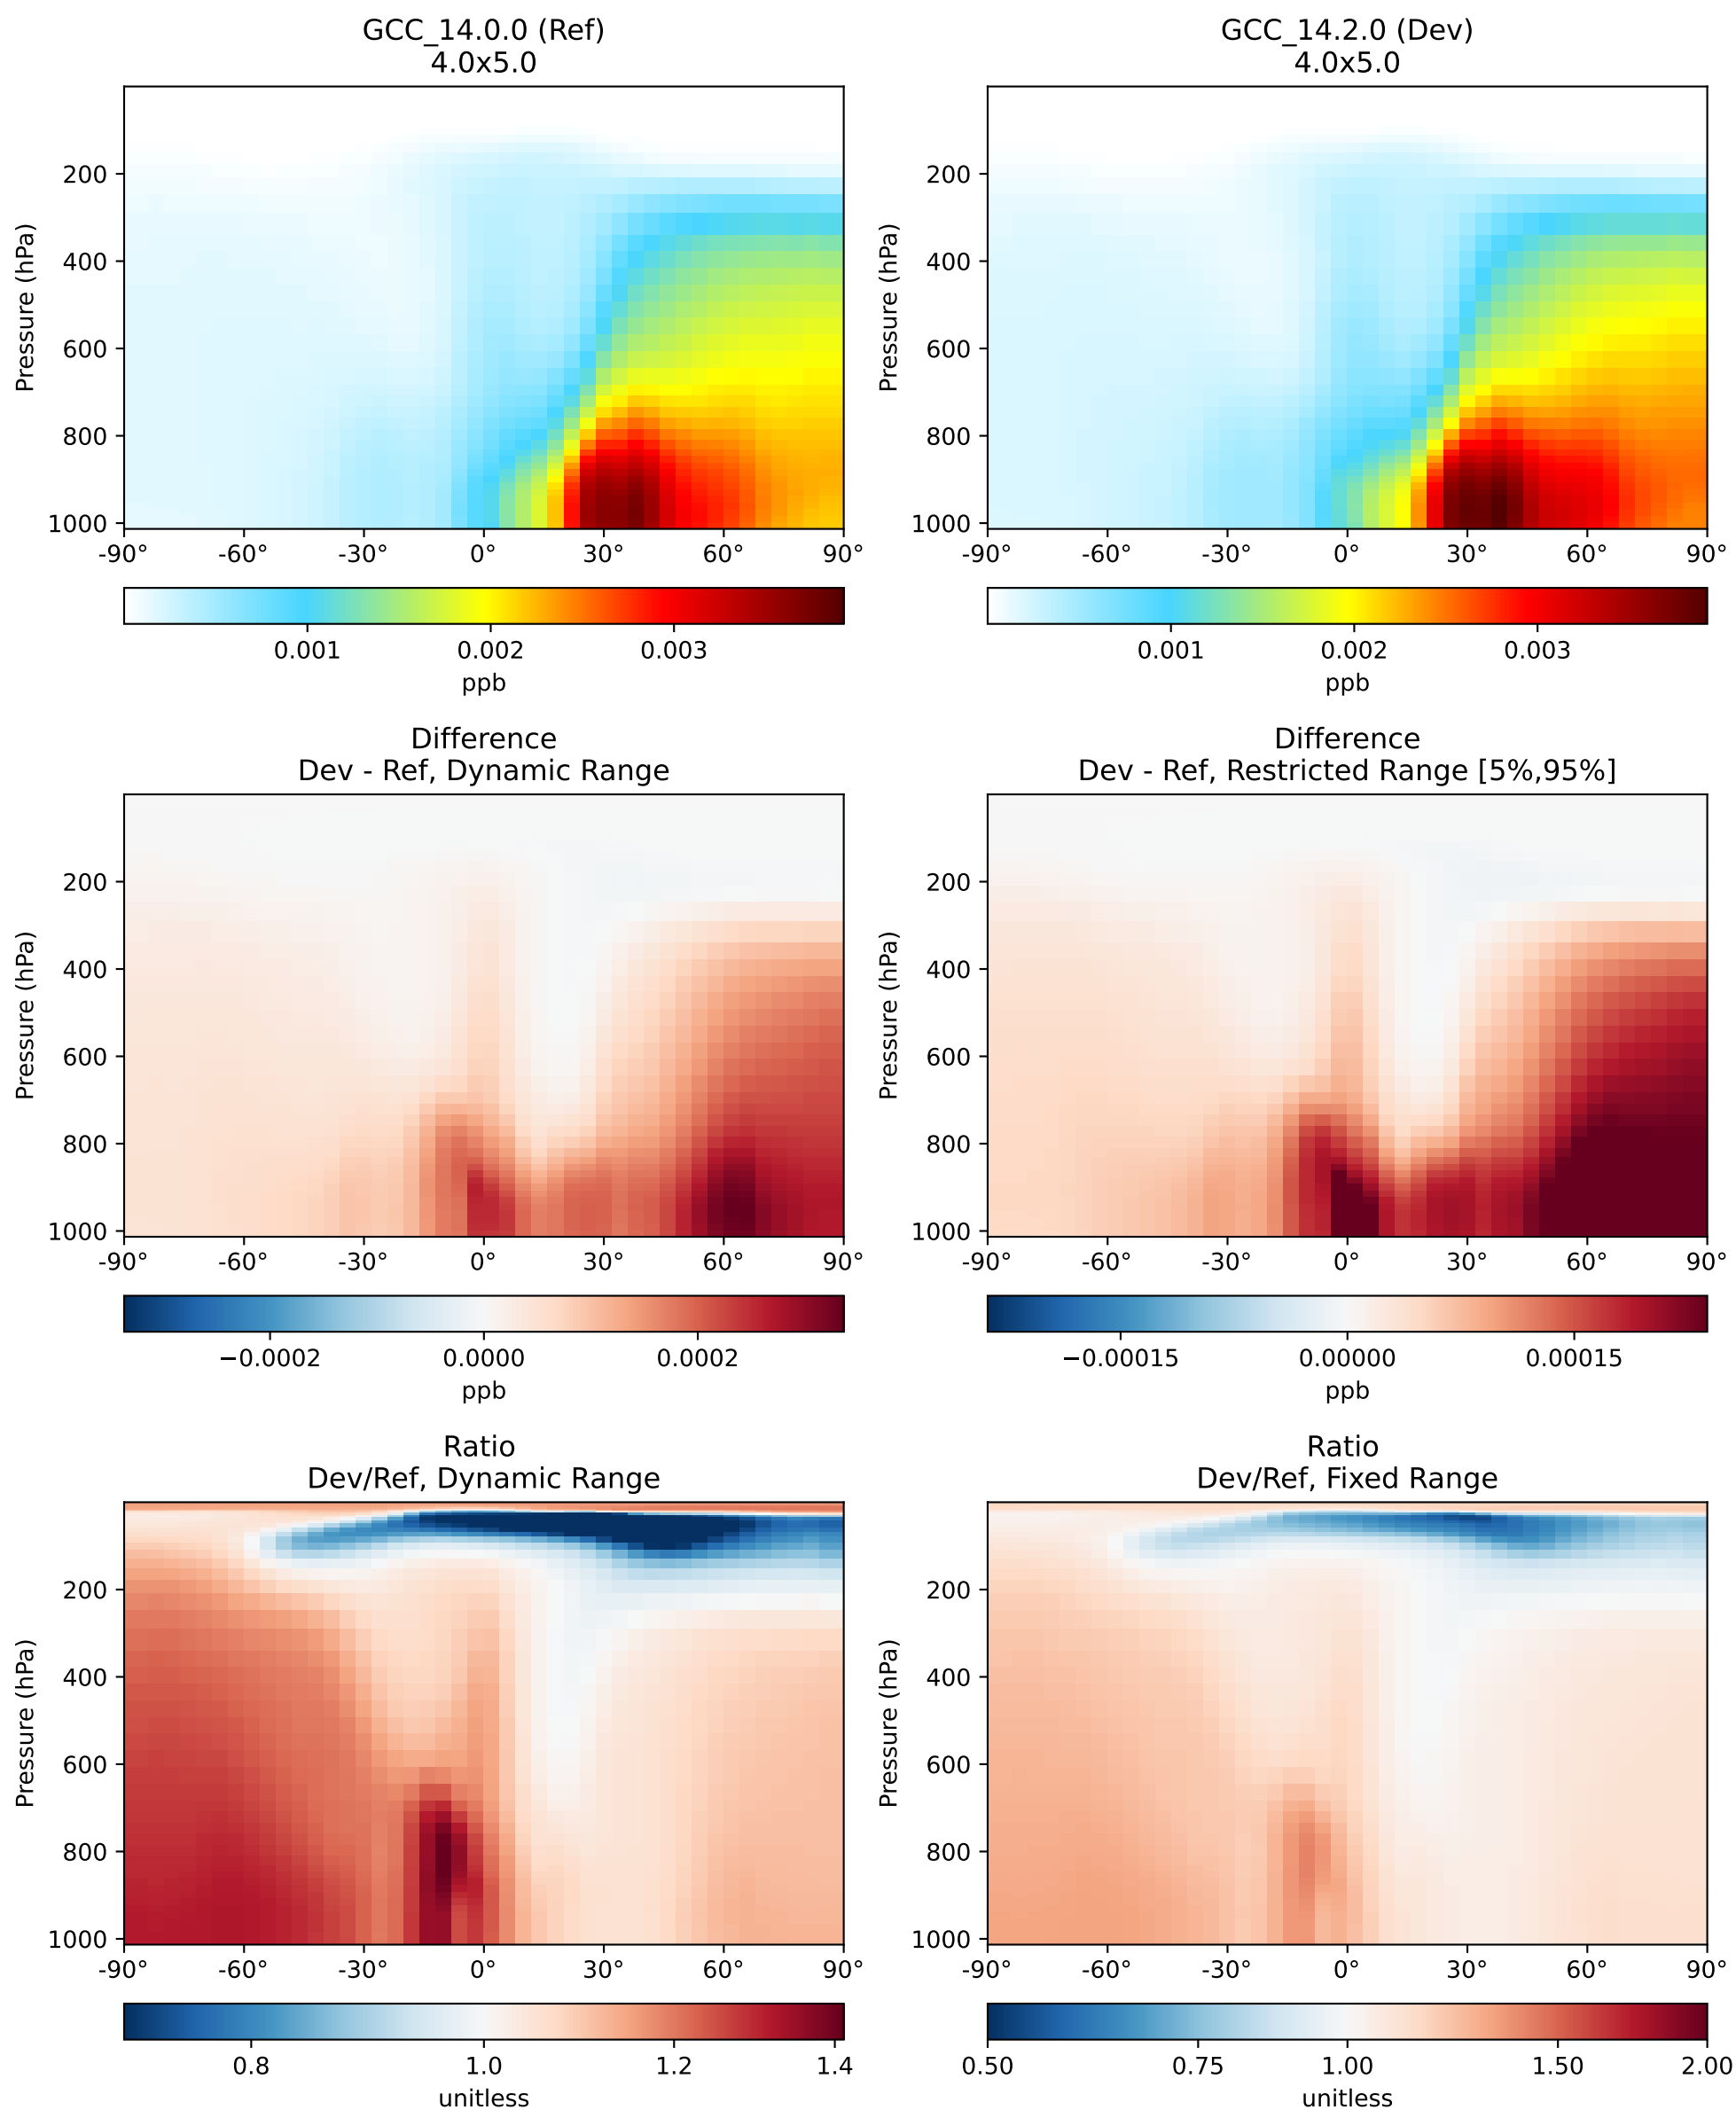 GCC_14.0.0 (Ref)
4.0x5.0
Pressure (hPa)
200
400
600
800
1000
-90° -60° -30° 0° 30° 60° 90°
0.001 0.002 0.003
ppb
GCC_14.2.0 (Dev)
4.0x5.0
Pressure (hPa)
200
400
600
800
1000
-90° -60° -30° 0° 30° 60° 90°
0.001 0.002 0.003
ppb
Difference
Dev - Ref, Dynamic Range
Pressure (hPa)
200
400
600
800
1000
-90° -60° -30° 0° 30° 60° 90°
−0.0002 0.0000 0.0002
ppb
Difference
Dev - Ref, Restricted Range [5%,95%]
Pressure (hPa)
200
400
600
800
1000
-90° -60° -30° 0° 30° 60° 90°
−0.00015 0.00000 0.00015
ppb
Ratio
Dev/Ref, Dynamic Range
Pressure (hPa)
200
400
600
800
1000
-90° -60° -30° 0° 30° 60° 90°
0.8 1.0 1.2 1.4
unitless
Ratio
Dev/Ref, Fixed Range
Pressure (hPa)
200
400
600
800
1000
-90° -60° -30° 0° 30° 60° 90°
0.50 0.75 1.00 1.50 2.00
unitless